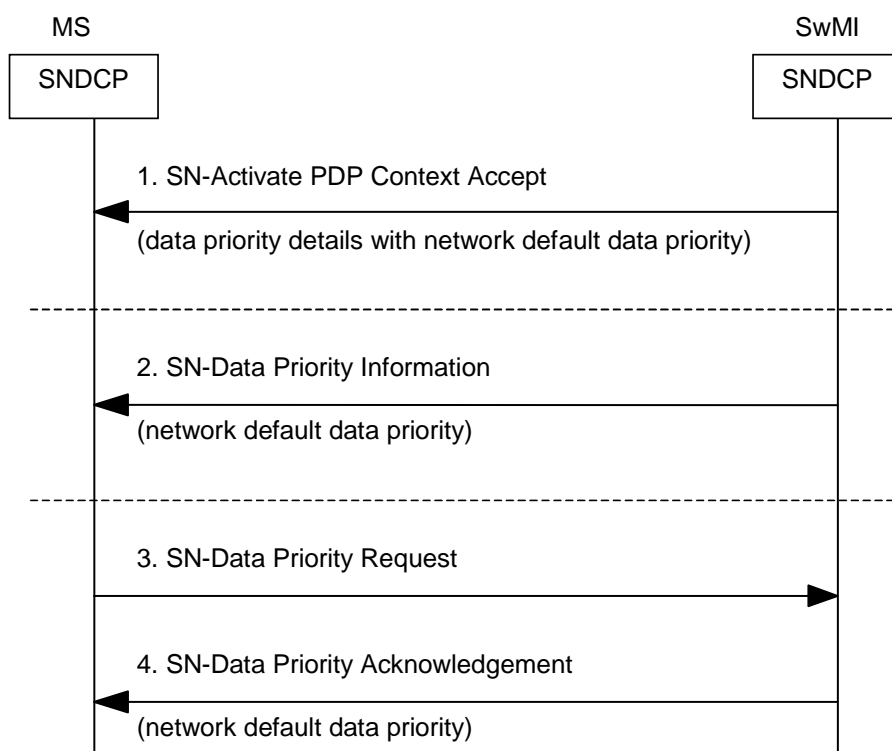 MS
SwMI
SNDCP
SNDCP
1. SN-Activate PDP Context Accept
(data priority details with network default data priority)
2. SN-Data Priority Information
(network default data priority)
3. SN-Data Priority Request
4. SN-Data Priority Acknowledgement
(network default data priority)